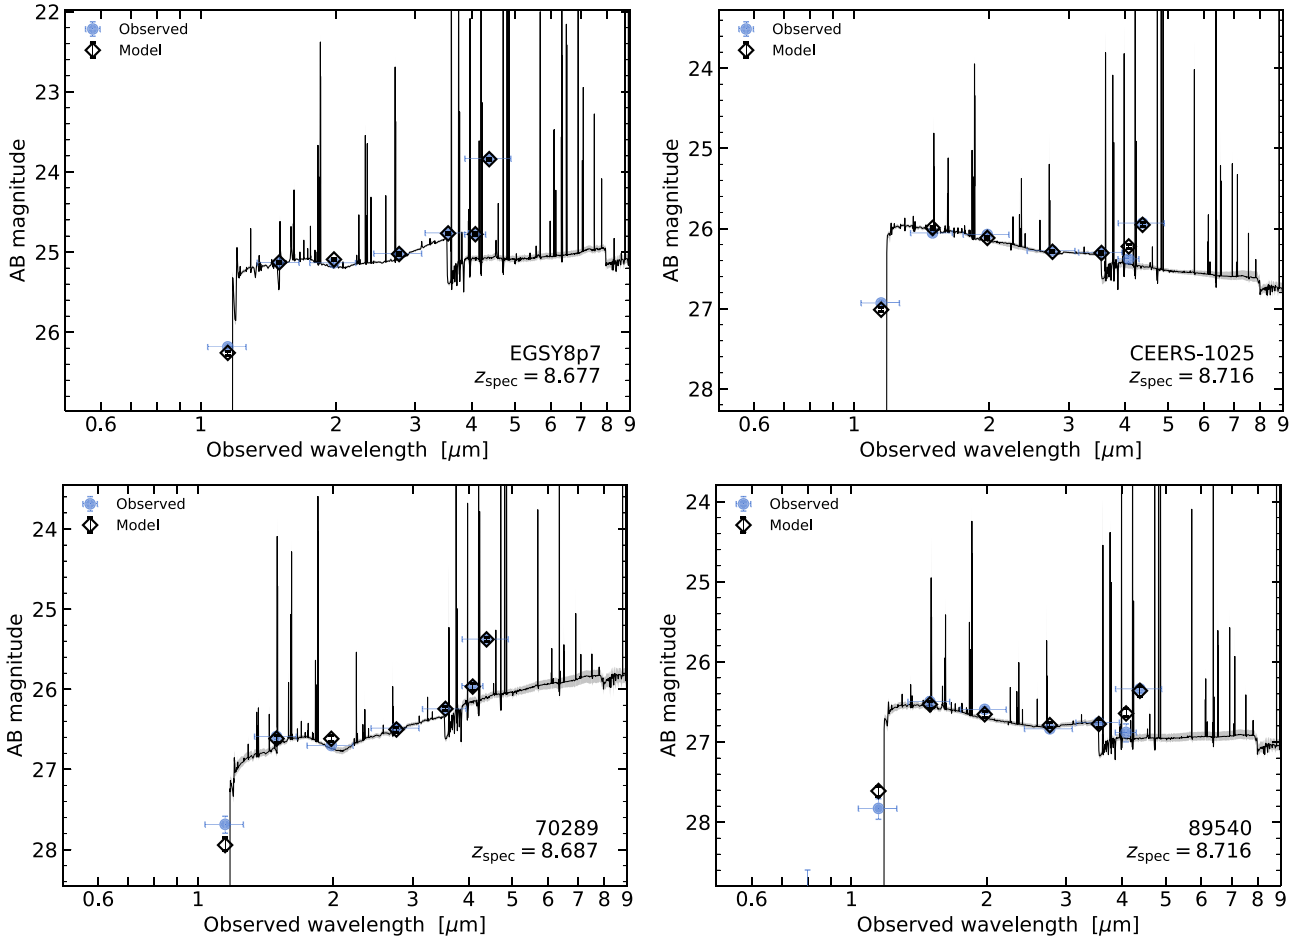 22
23
24
25
26
AB magnitude
Observed
Model
EGSY8p7
zspec = 8.677
0.6 1 2 3 4 5 6 7 8 9
Observed wavelength [μm]
24
25
26
27
28
AB magnitude
Observed
Model
CEERS-1025
zspec = 8.716
0.6 1 2 3 4 5 6 7 8 9
Observed wavelength [μm]
24
25
26
27
28
AB magnitude
Observed
Model
70289
zspec = 8.687
0.6 1 2 3 4 5 6 7 8 9
Observed wavelength [μm]
24
25
26
27
28
AB magnitude
Observed
Model
89540
zspec = 8.716
0.6 1 2 3 4 5 6 7 8 9
Observed wavelength [μm]